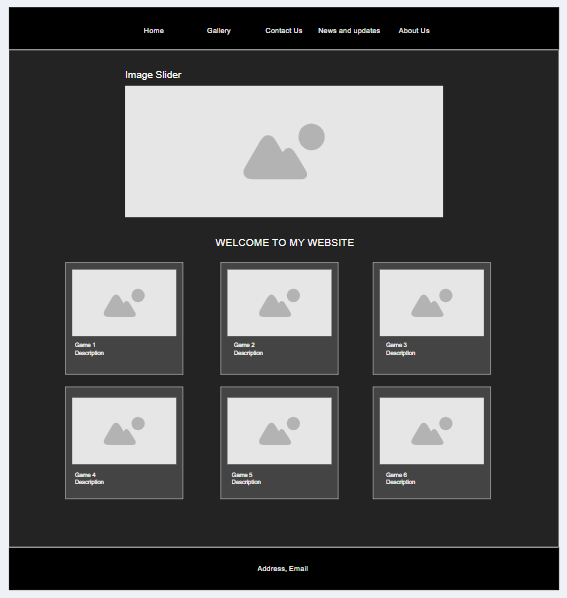 Home Gallery Contact Us News and updates About Us
Image Slider
WELCOME TO MY WEBSITE
Game 1
Description
Game 2
Description
Game 3
Description
Game 4
Description
Game 5
Description
Game 6
Description
Address, Email